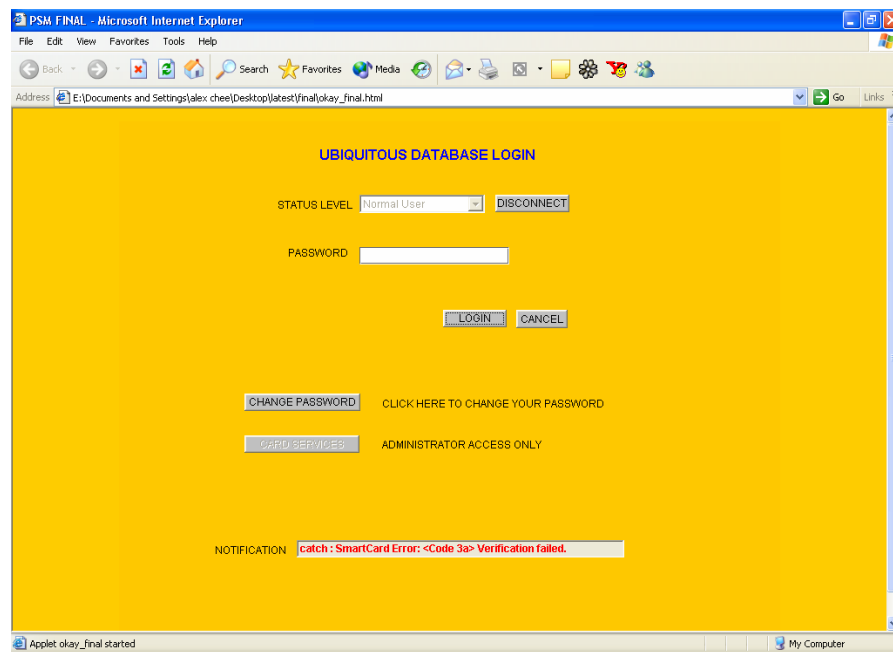 PSM FINAL - Microsoft Internet Explorer
File Edit View Favorites Tools Help
Back Search Favorites Media
Address E:\Documents and Settings\alex chee\Desktop\latest\final\okay_final.html Go Links
UBIQUITOUS DATABASE LOGIN
STATUS LEVEL Normal User DISCONNECT
PASSWORD
LOGIN CANCEL
CHANGE PASSWORD CLICK HERE TO CHANGE YOUR PASSWORD
CARD SERVICES ADMINISTRATOR ACCESS ONLY
NOTIFICATION catch : SmartCard Error: <Code 3a> Verification failed.
Applet okay_final started My Computer